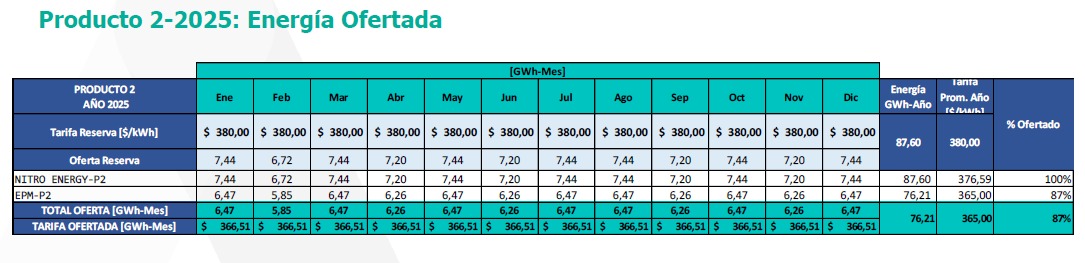 Producto 2-2025: Energía Ofertada
[GWh-Mes]
PRODUCTO 2 AÑO 2025 Ene Feb Mar Abr May Jun Jul Ago Sep Oct Nov Dic Energía GWh-Año Tarifa Prom. Año [$/kWh] % Ofertado
Tarifa Reserva [$/kWh] $ 380,00 $ 380,00 $ 380,00 $ 380,00 $ 380,00 $ 380,00 $ 380,00 $ 380,00 $ 380,00 $ 380,00 $ 380,00 $ 380,00 87,60 380,00
Oferta Reserva 7,44 6,72 7,44 7,20 7,44 7,20 7,44 7,44 7,20 7,44 7,20 7,44
NITRO ENERGY-P2 7,44 6,72 7,44 7,20 7,44 7,20 7,44 7,44 7,20 7,44 7,20 7,44 87,60 376,59 100%
EPM-P2 6,47 5,85 6,47 6,26 6,47 6,26 6,47 6,47 6,26 6,47 6,26 6,47 76,21 365,00 87%
TOTAL OFERTA [GWh-Mes] 6,47 5,85 6,47 6,26 6,47 6,26 6,47 6,47 6,26 6,47 6,26 6,47 76,21 365,00 87%
TARIFA OFERTADA [GWh-Mes] $ 366,51 $ 366,51 $ 366,51 $ 366,51 $ 366,51 $ 366,51 $ 366,51 $ 366,51 $ 366,51 $ 366,51 $ 366,51 $ 366,51